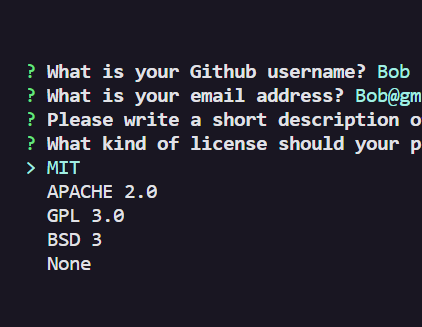 ? What is your Github username? Bob
? What is your email address? Bob@gm
? Please write a short description o
? What kind of license should your p
> MIT
APACHE 2.0
GPL 3.0
BSD 3
None